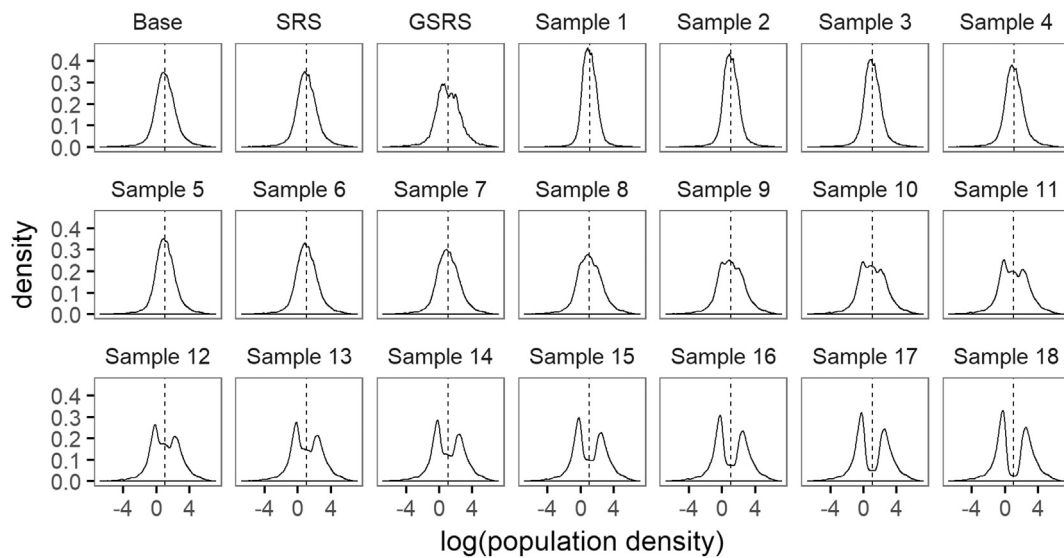 Base SRS GSRS Sample 1 Sample 2 Sample 3 Sample 4
0.4
0.3
0.2
0.1
0.0
Sample 5 Sample 6 Sample 7 Sample 8 Sample 9 Sample 10 Sample 11
density
0.4
0.3
0.2
0.1
0.0
Sample 12 Sample 13 Sample 14 Sample 15 Sample 16 Sample 17 Sample 18
0.4
0.3
0.2
0.1
0.0
-4 0 4 -4 0 4 -4 0 4 -4 0 4 -4 0 4 -4 0 4 -4 0 4
log(population density)